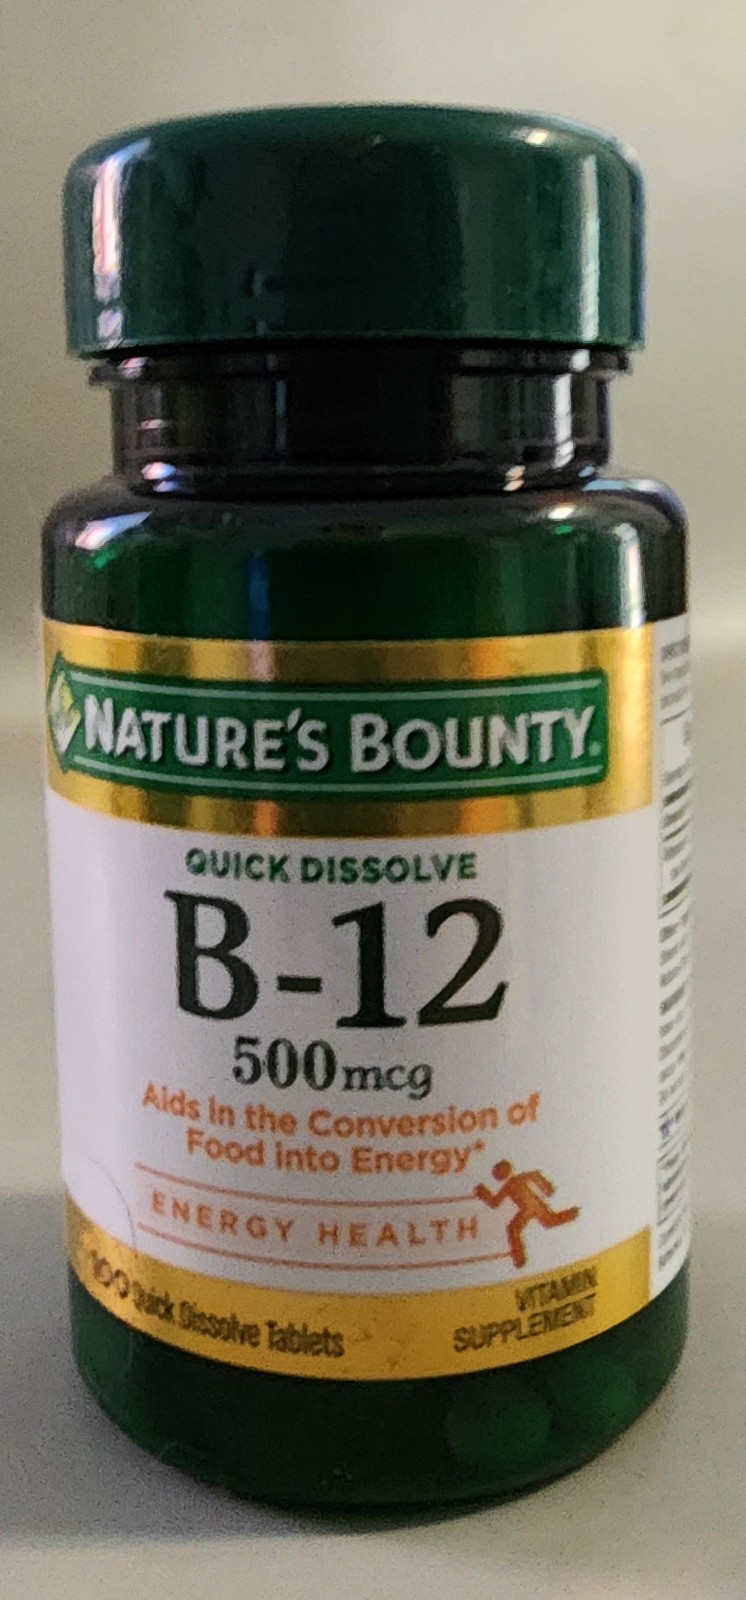 NATURE'S BOUNTY®
QUICK DISSOLVE
B-12
500mcg
Aids in the Conversion of
Food into Energy*
ENERGY HEALTH
100 Quick Dissolve Tablets
VITAMIN
SUPPLEMENT